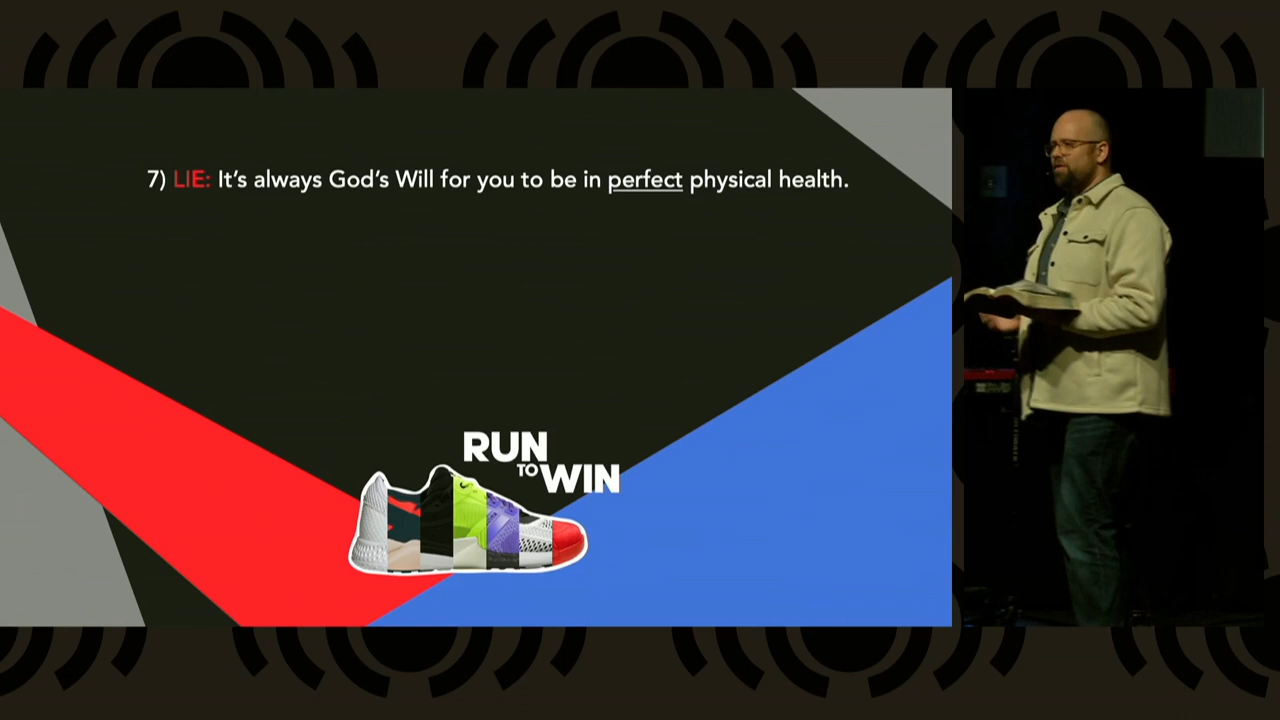 7) LIE: It’s always God’s Will for you to be in perfect physical health.
RUN
TO WIN